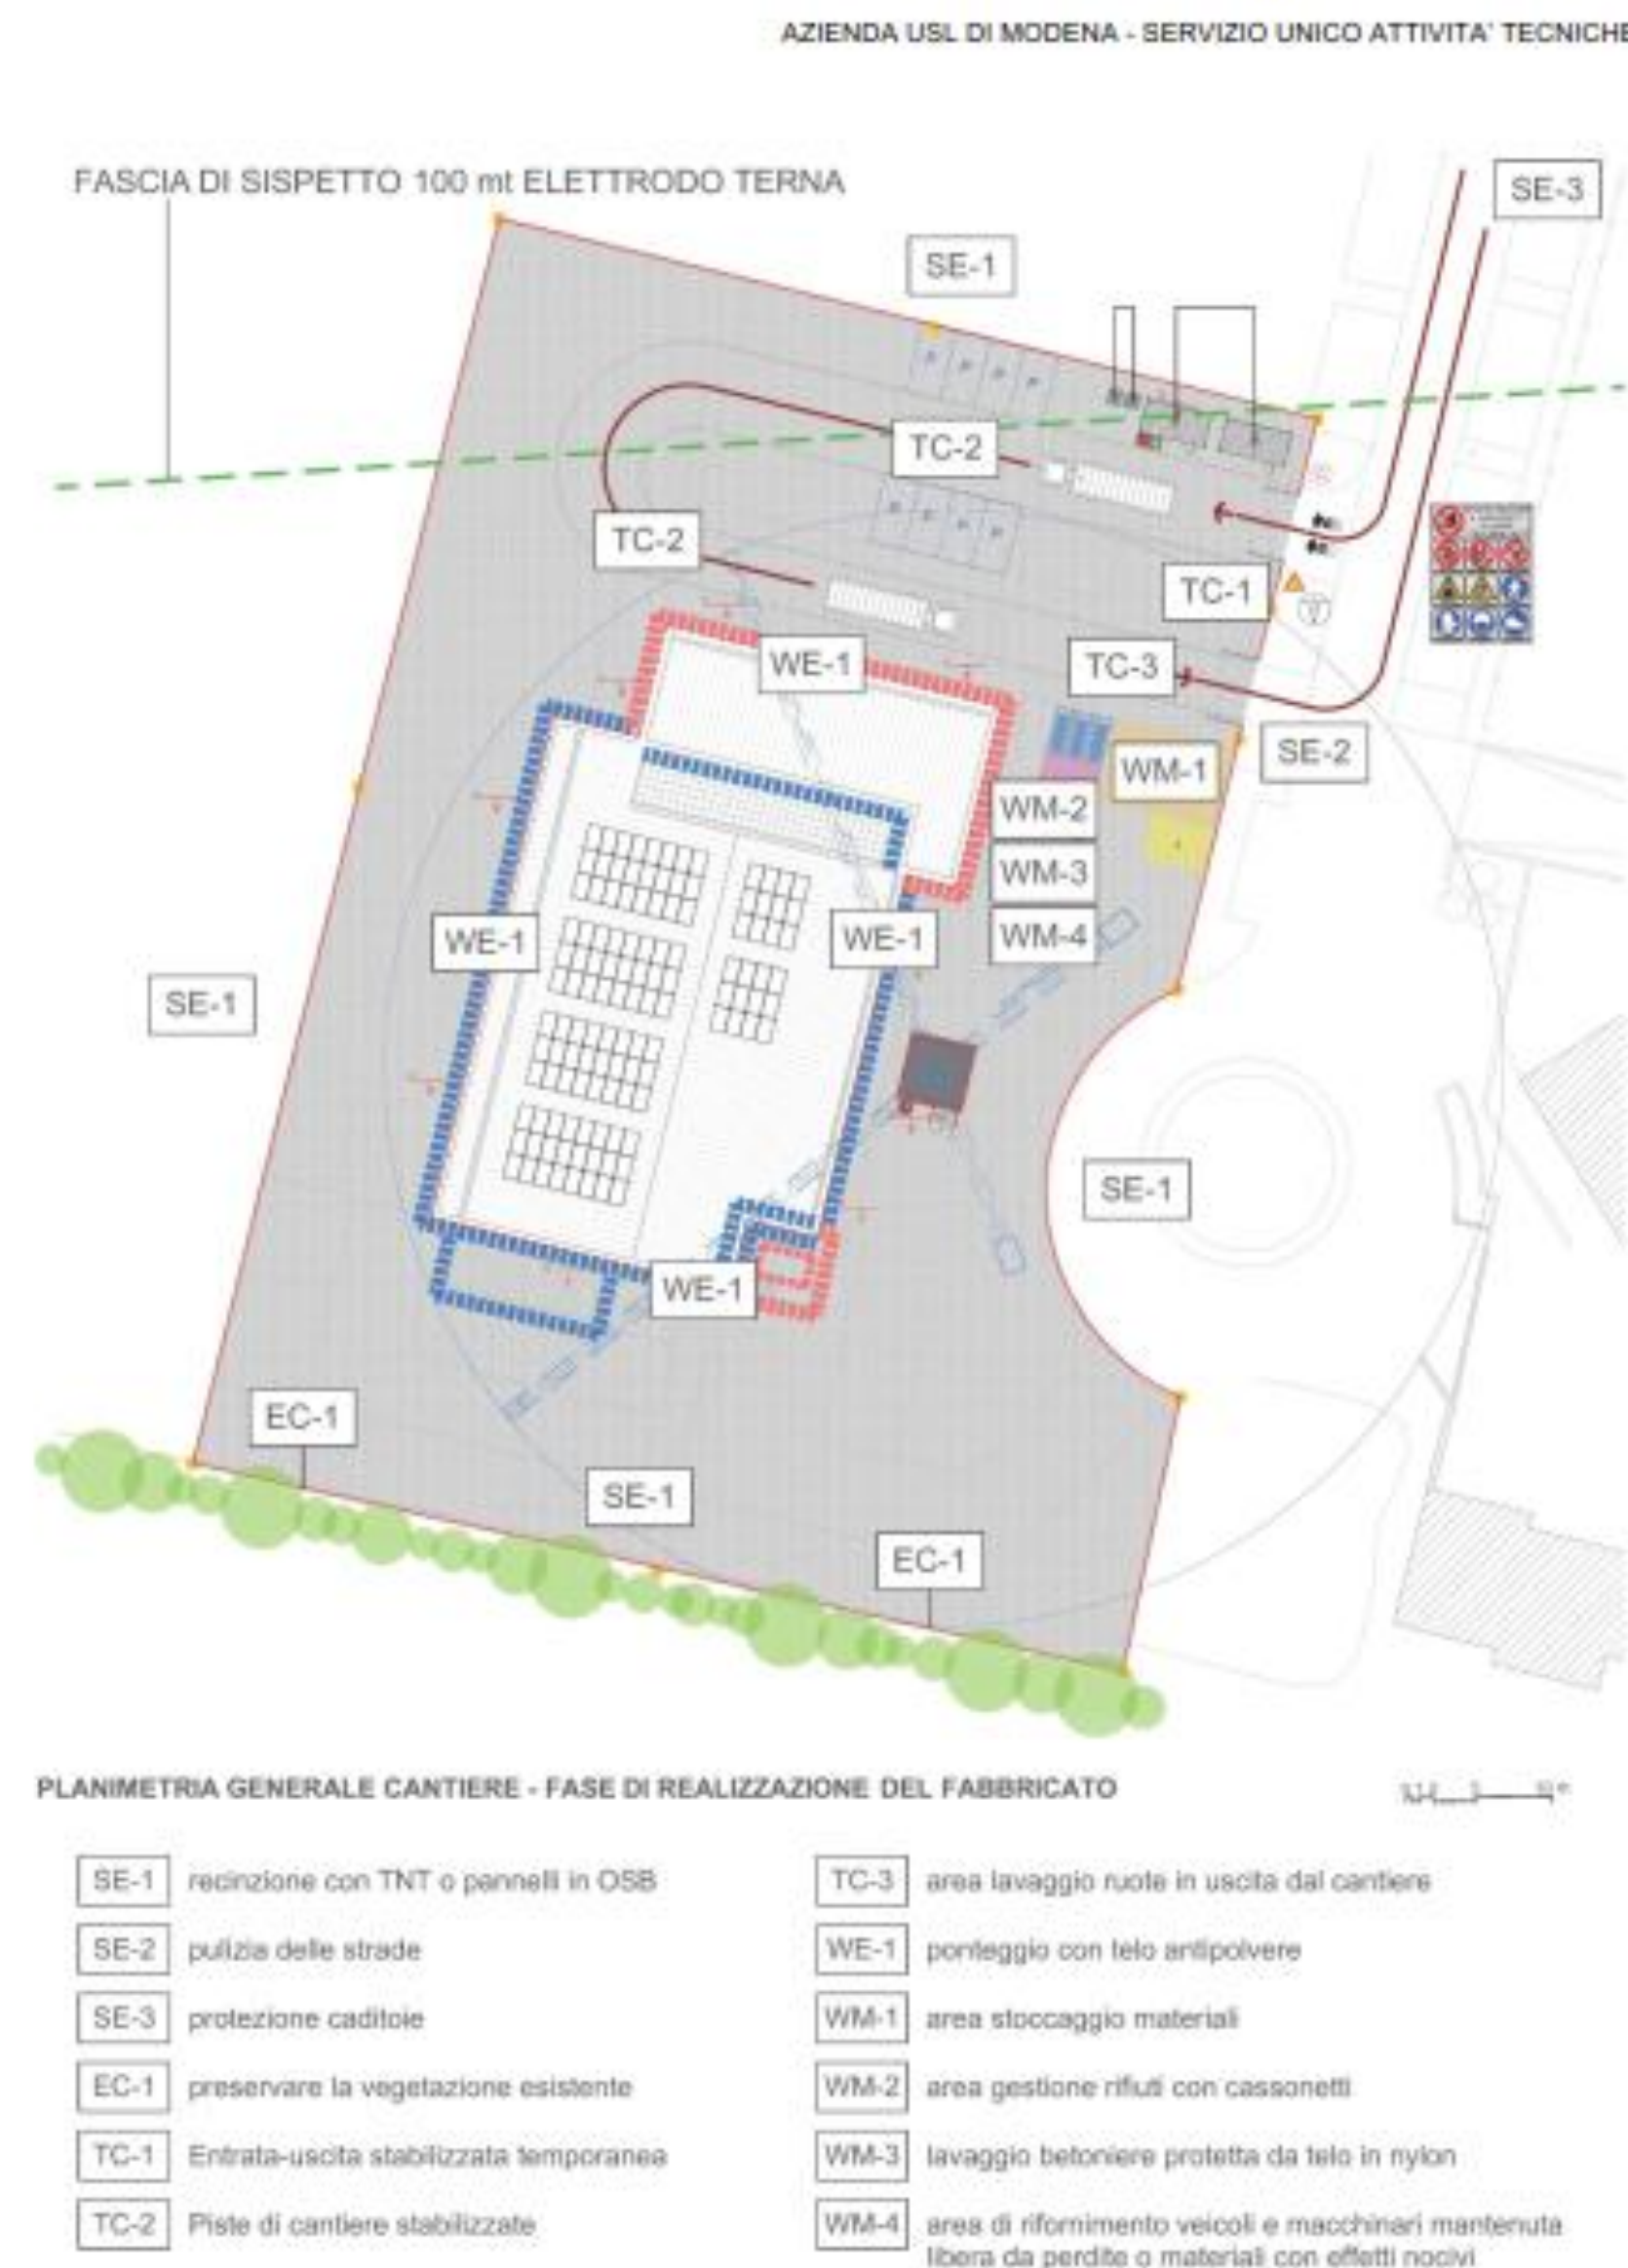 AZIENDA USL DI MODENA - SERVIZIO UNICO ATTIVITA' TECNICHE
FASCIA DI SISPETTO 100 mt ELETTRODO TERNA
SE-3
SE-1
P P P P
TC-2
P P P P
TC-2
TC-1
WE-1
TC-3
SE-2
WM-1
WM-2
WM-3
WE-1
WE-1
WM-4
SE-1
SE-1
WE-1
EC-1
SE-1
EC-1
PLANIMETRIA GENERALE CANTIERE - FASE DI REALIZZAZIONE DEL FABBRICATO
SE-1 recinzione con TNT o pannelli in OSB
SE-2 pulizia delle strade
SE-3 protezione caditoie
EC-1 preservare la vegetazione esistente
TC-1 Entrata-uscita stabilizzata temporanea
TC-2 Piste di cantiere stabilizzate
TC-3 area lavaggio ruote in uscita dal cantiere
WE-1 ponteggio con telo antipolvere
WM-1 area stoccaggio materiali
WM-2 area gestione rifiuti con cassonetti
WM-3 lavaggio betoniere protetta da telo in nylon
WM-4 area di rifornimento veicoli e macchinari mantenuta
libera da perdite o materiali con effetti nocivi